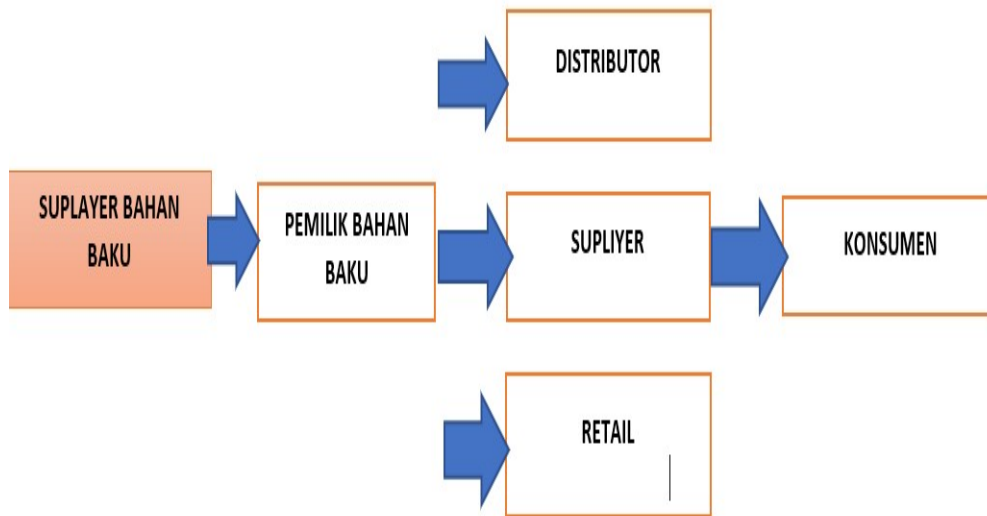 DISTRIBUTOR
SUPLAYER BAHAN
BAKU
PEMILIK BAHAN
BAKU
SUPLIYER
KONSUMEN
RETAIL